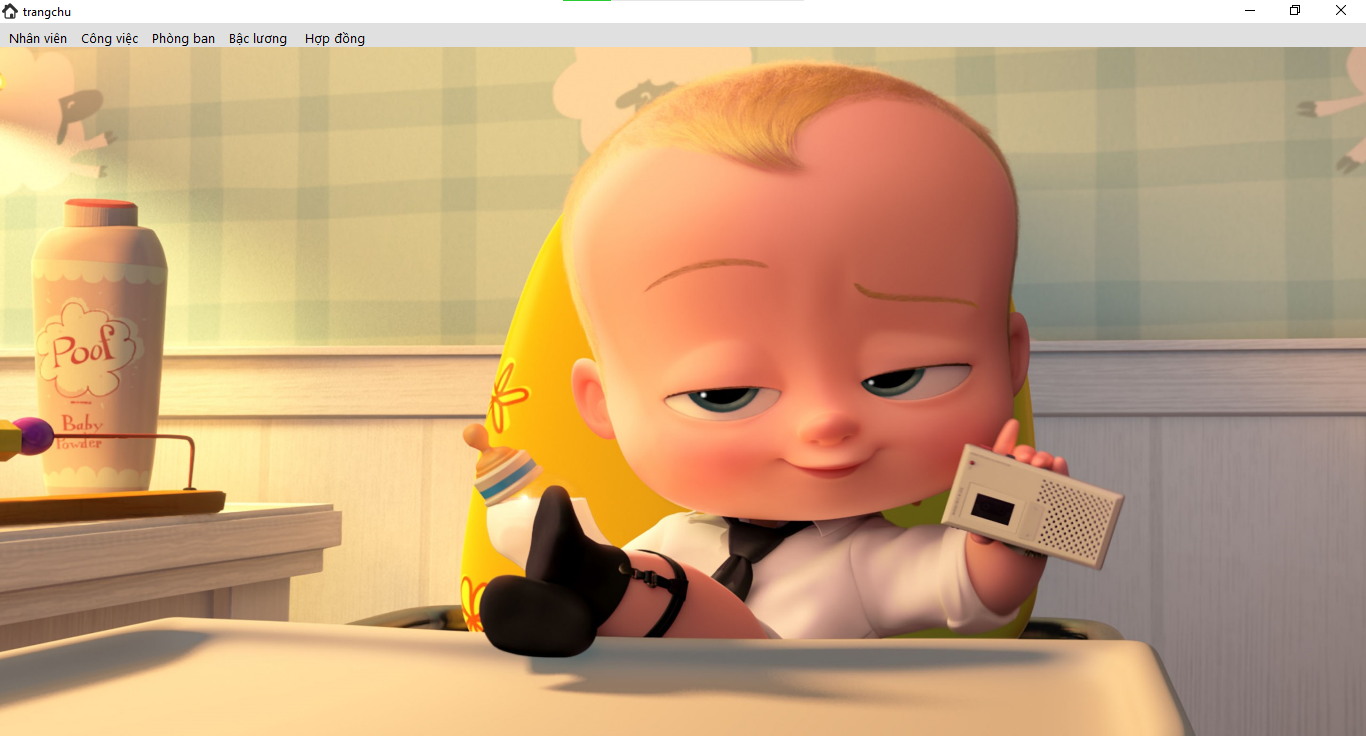 trangchu
Nhân viên Công việc Phòng ban Bậc lương Hợp đồng
Poof
Baby
Powder